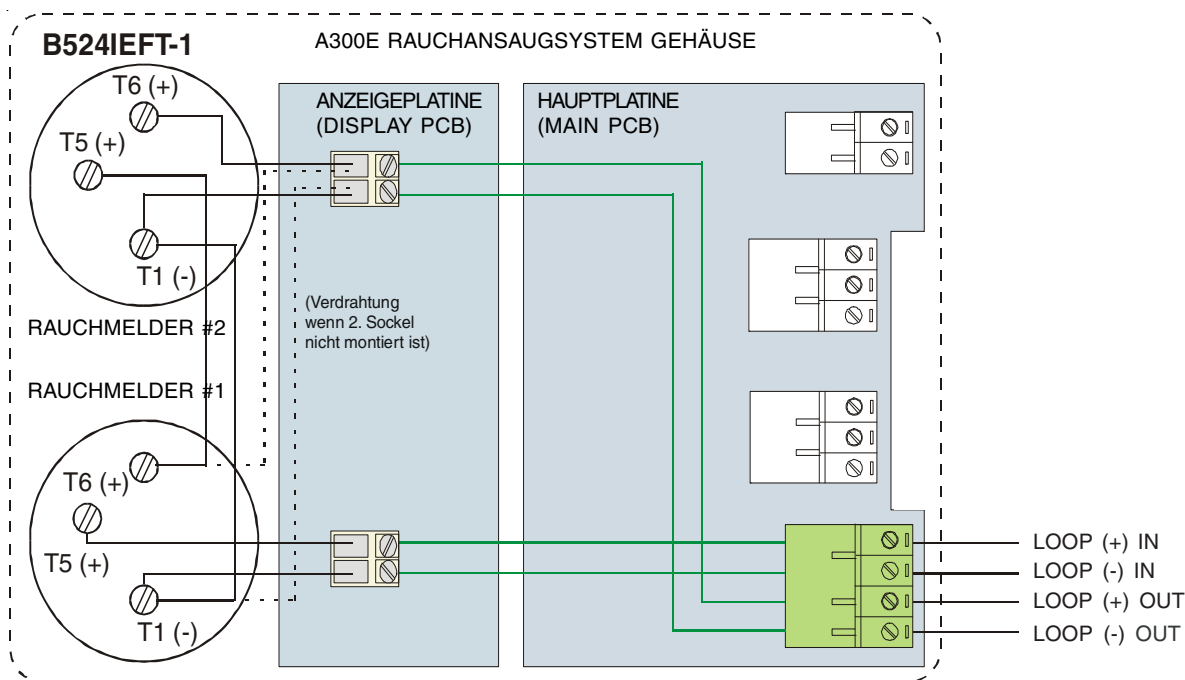 B524IEFT-1
A300E RAUCHANSAUGSYSTEM GEHÄUSE
T6 (+)
T5 (+)
T1 (-)
RAUCHMELDER #2
ANZEIGEPLATINE
(DISPLAY PCB)
HAUPTPLATINE
(MAIN PCB)
(Verdrahtung
wenn 2. Sockel
nicht montiert ist)
RAUCHMELDER #1
T6 (+)
T5 (+)
T1 (-)
LOOP (+) IN
LOOP (-) IN
LOOP (+) OUT
LOOP (-) OUT